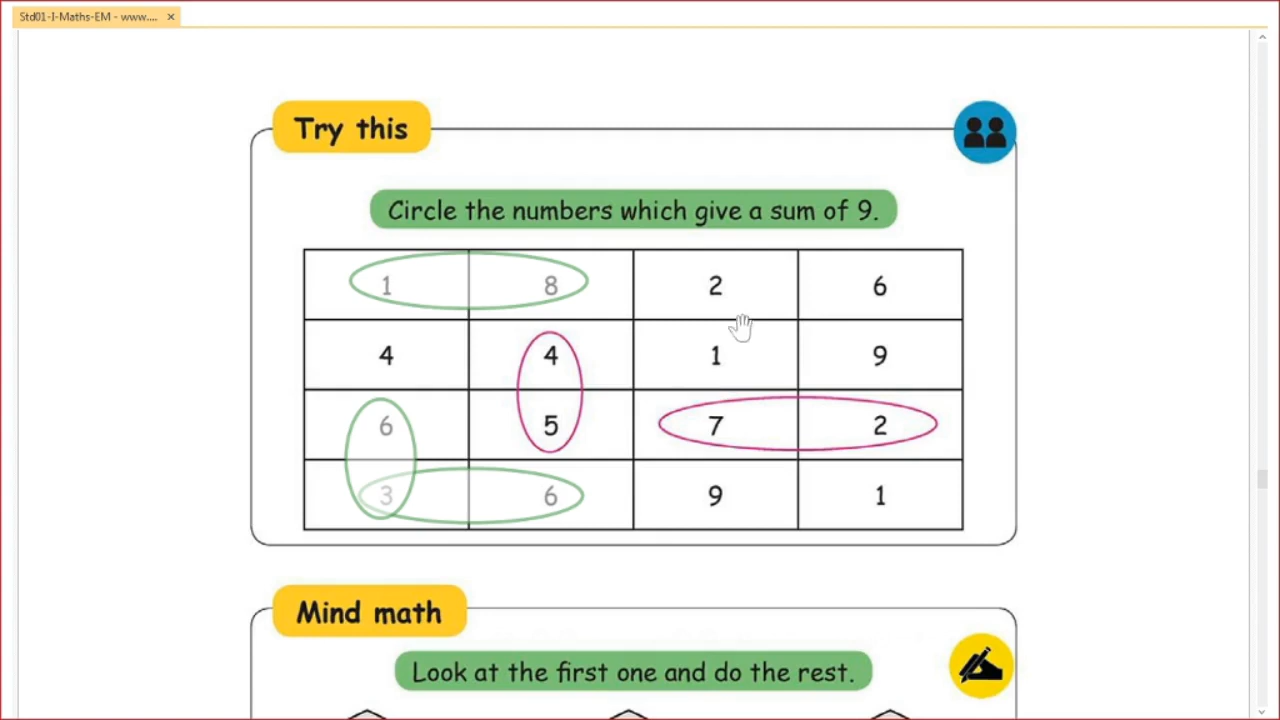 Std01-I-Maths-EM - www....
Try this
Circle the numbers which give a sum of 9.
1 8 2 6
4 4 1 9
6 5 7 2
3 6 9 1
Mind math
Look at the first one and do the rest.